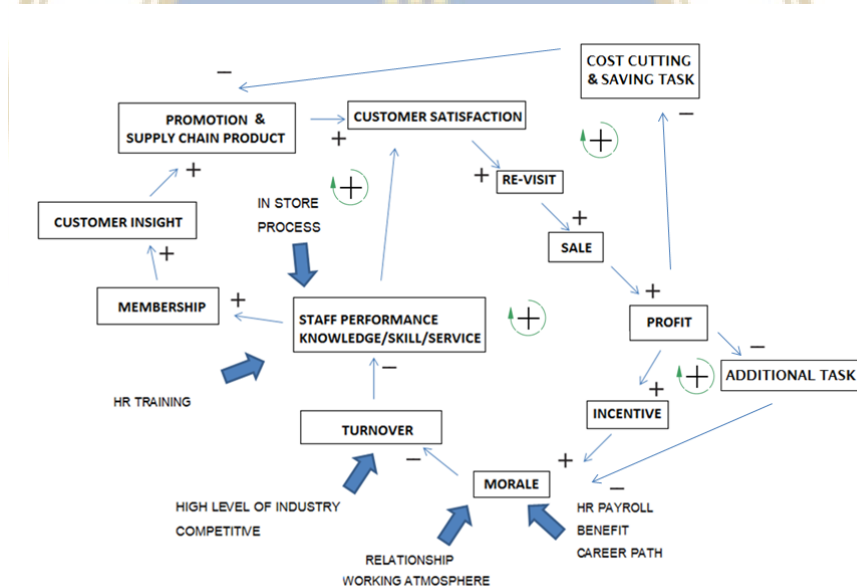 COST CUTTING
& SAVING TASK
−
PROMOTION &
SUPPLY CHAIN PRODUCT
CUSTOMER SATISFACTION
−
+
+
+
RE-VISIT
+
+
+
IN STORE
PROCESS
CUSTOMER INSIGHT
+
SALE
+
MEMBERSHIP
+
STAFF PERFORMANCE
KNOWLEDGE/SKILL/SERVICE
+
+
PROFIT
−
−
+
ADDITIONAL TASK
+
HR TRAINING
INCENTIVE
TURNOVER
−
+
MORALE
−
HIGH LEVEL OF INDUSTRY
COMPETITIVE
HR PAYROLL
BENEFIT
CAREER PATH
RELATIONSHIP
WORKING ATMOSPHERE